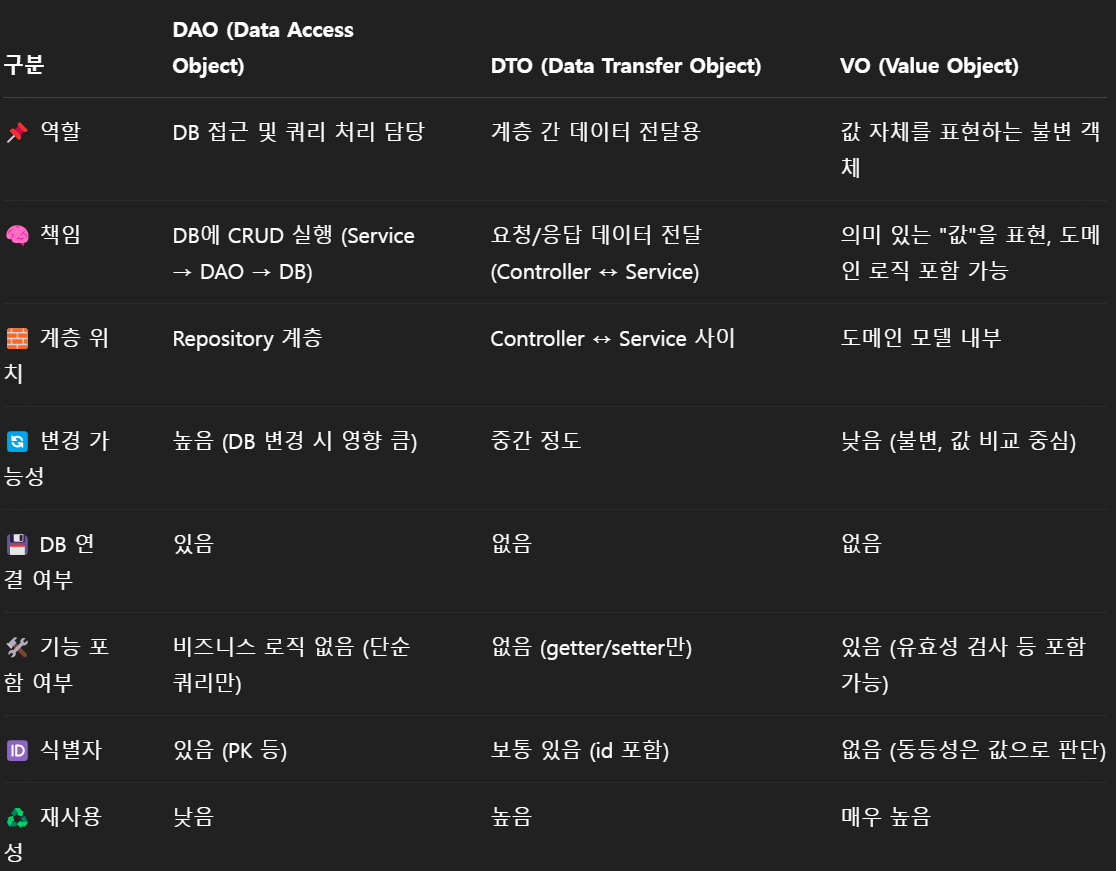 구분 DAO (Data Access Object) DTO (Data Transfer Object) VO (Value Object)
📌 역할 DB 접근 및 쿼리 처리 담당 계층 간 데이터 전달용 값 자체를 표현하는 불변 객체
🧠 책임 DB에 CRUD 실행 (Service → DAO → DB) 요청/응답 데이터 전달 (Controller ↔ Service) 의미 있는 "값"을 표현, 도메인 로직 포함 가능
🧱 계층 위치 Repository 계층 Controller ↔ Service 사이 도메인 모델 내부
🔄 변경 가능성 높음 (DB 변경 시 영향 큼) 중간 정도 낮음 (불변, 값 비교 중심)
💾 DB 연결 여부 있음 없음 없음
🛠 기능 포함 여부 비즈니스 로직 없음 (단순 쿼리만) 없음 (getter/setter만) 있음 (유효성 검사 등 포함 가능)
🆔 식별자 있음 (PK 등) 보통 있음 (id 포함) 없음 (동등성은 값으로 판단)
♻ 재사용성 낮음 높음 매우 높음